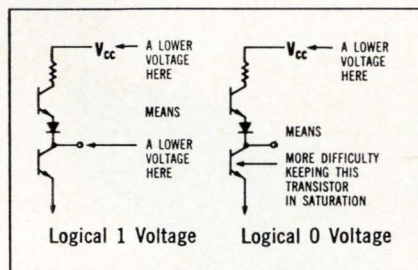 Vcc
A LOWER
VOLTAGE
HERE
MEANS
A LOWER
VOLTAGE
HERE
Logical 1 Voltage
Vcc
A LOWER
VOLTAGE
HERE
MEANS
MORE DIFFICULTY
KEEPING THIS
TRANSISTOR
IN SATURATION
Logical 0 Voltage